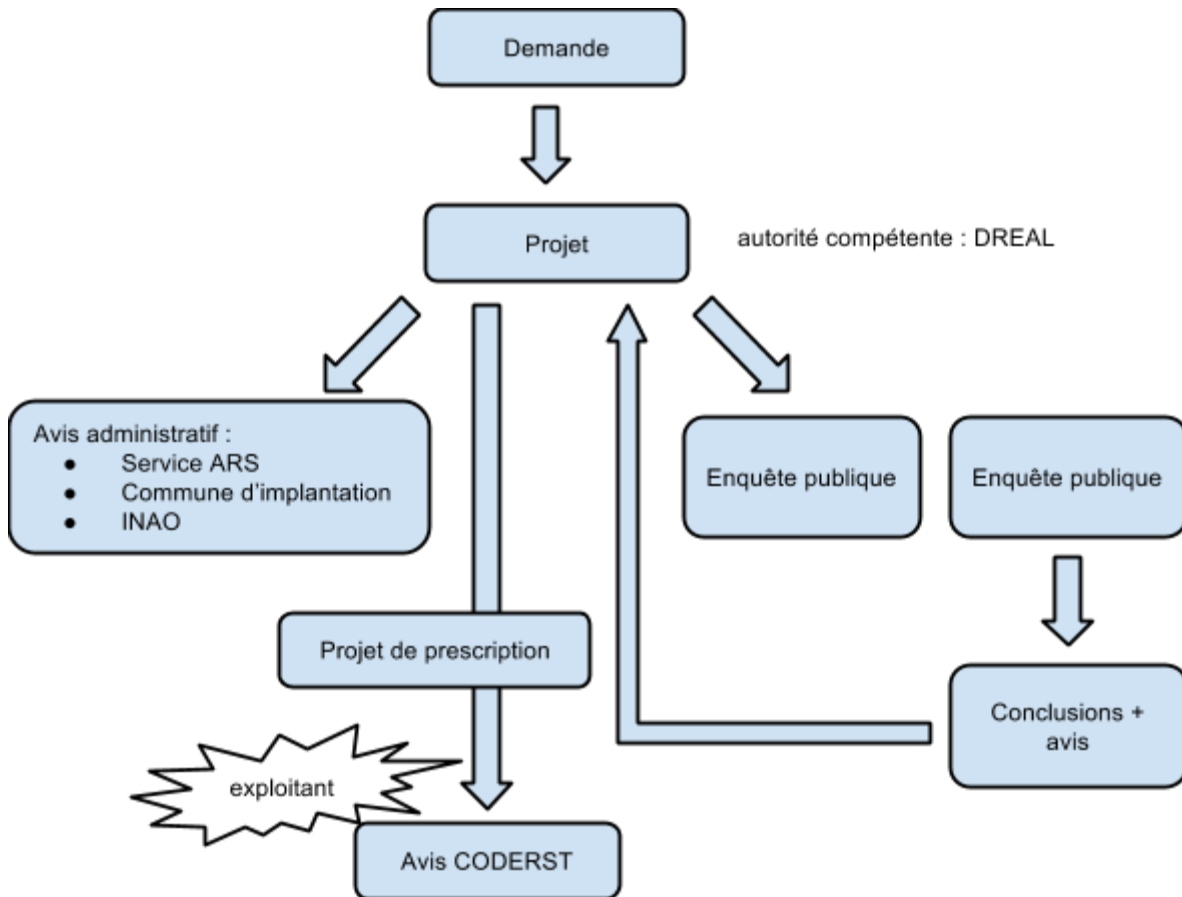 Demande
Projet
autorité compétente : DREAL
Avis administratif :
● Service ARS
● Commune d'implantation
● INAO
Enquête publique
Enquête publique
Projet de prescription
Conclusions +
avis
exploitant
Avis CODERST